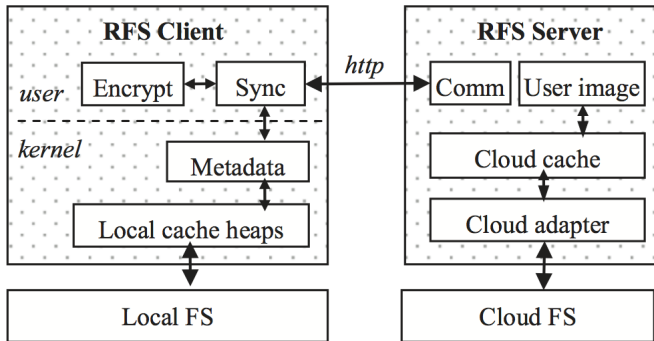 RFS Client
RFS Server
http
Encrypt
Sync
Comm
User image
user
kernel
Metadata
Cloud cache
Local cache heaps
Cloud adapter
Local FS
Cloud FS